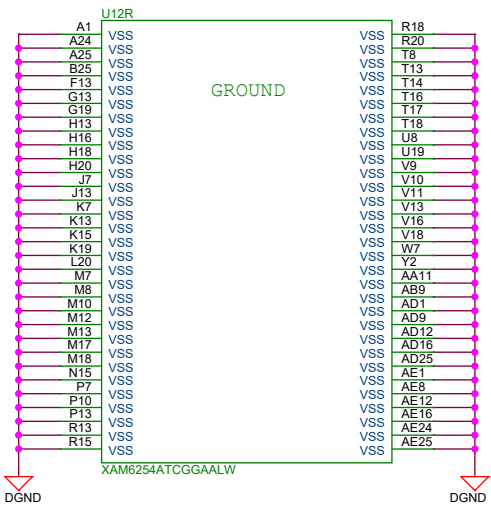 U12R
A1 VSS VSS R18
A24 VSS VSS R20
A25 VSS VSS T8
B25 VSS VSS T13
F13 VSS GROUND VSS T14
G13 VSS VSS T16
G19 VSS VSS T17
H13 VSS VSS T18
H16 VSS VSS U8
H18 VSS VSS U19
H20 VSS VSS V9
J7 VSS VSS V10
J13 VSS VSS V11
K7 VSS VSS V13
K13 VSS VSS V16
K15 VSS VSS V18
K19 VSS VSS W7
L20 VSS VSS Y2
M7 VSS VSS AA11
M8 VSS VSS AB9
M10 VSS VSS AD1
M12 VSS VSS AD9
M13 VSS VSS AD12
M17 VSS VSS AD16
M18 VSS VSS AD25
N15 VSS VSS AE1
P7 VSS VSS AE8
P10 VSS VSS AE12
P13 VSS VSS AE16
R13 VSS VSS AE24
R15 VSS VSS AE25
XAM6254ATCGGAALW
DGND DGND